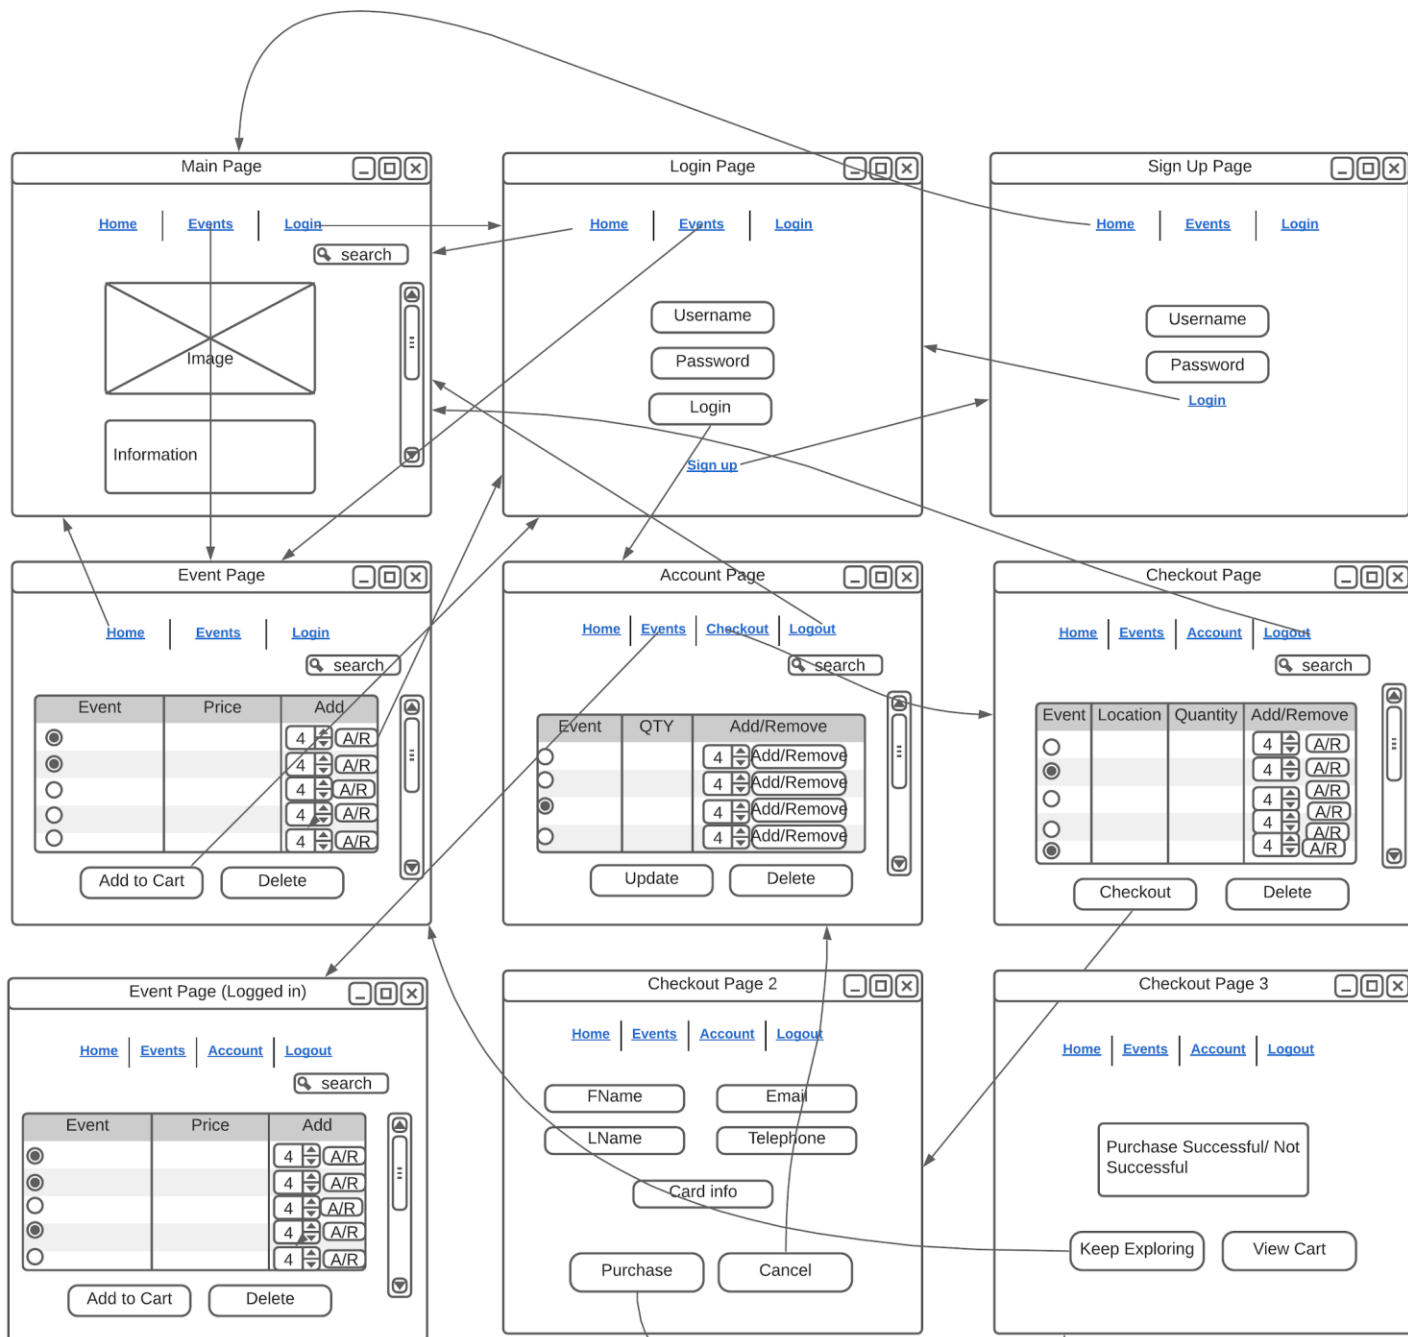 Main Page
Home Events Login
search
Image
Information
Login Page
Home Events Login
Username
Password
Login
Sign up
Sign Up Page
Home Events Login
Username
Password
Login
Event Page
Home Events Login
search
Event Price Add
4 A/R
4 A/R
4 A/R
4 A/R
4 A/R
Add to Cart Delete
Account Page
Home Events Checkout Logout
search
Event QTY Add/Remove
4 Add/Remove
4 Add/Remove
4 Add/Remove
4 Add/Remove
Update Delete
Checkout Page
Home Events Account Logout
search
Event Location Quantity Add/Remove
4 A/R
4 A/R
4 A/R
4 A/R
4 A/R
A/R
Checkout Delete
Event Page (Logged in)
Home Events Account Logout
search
Event Price Add
4 A/R
4 A/R
4 A/R
4 A/R
4 A/R
Add to Cart Delete
Checkout Page 2
Home Events Account Logout
FName Email
LName Telephone
Card info
Purchase Cancel
Checkout Page 3
Home Events Account Logout
Purchase Successful/ Not
Successful
Keep Exploring View Cart